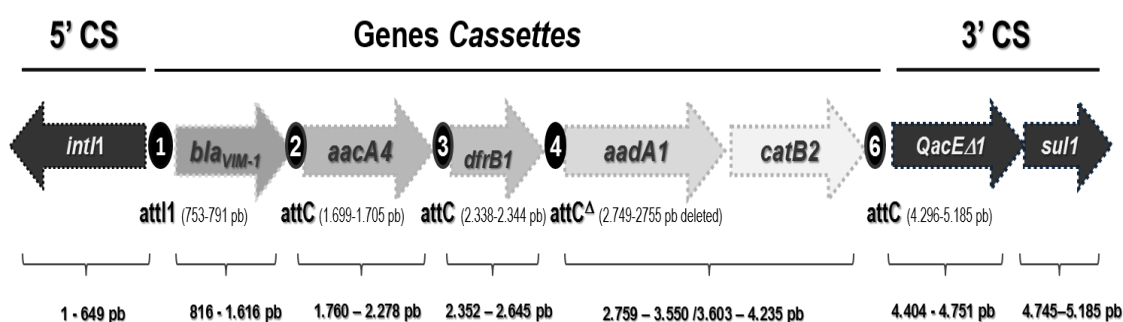 5' CS Genes Cassettes 3' CS
intI1 1 blaVIM-1 2 aacA4 3 dfrB1 4 aadA1 catB2 6 QacEΔ1 sul1
attI1 (753-791 pb) attC (1.699-1.705 pb) attC (2.338-2.344 pb) attCΔ (2.749-2755 pb deleted) attC (4.296-5.185 pb)
1 - 649 pb 816 - 1.616 pb 1.760 – 2.278 pb 2.352 – 2.645 pb 2.759 – 3.550 /3.603 – 4.235 pb 4.404 - 4.751 pb 4.745–5.185 pb